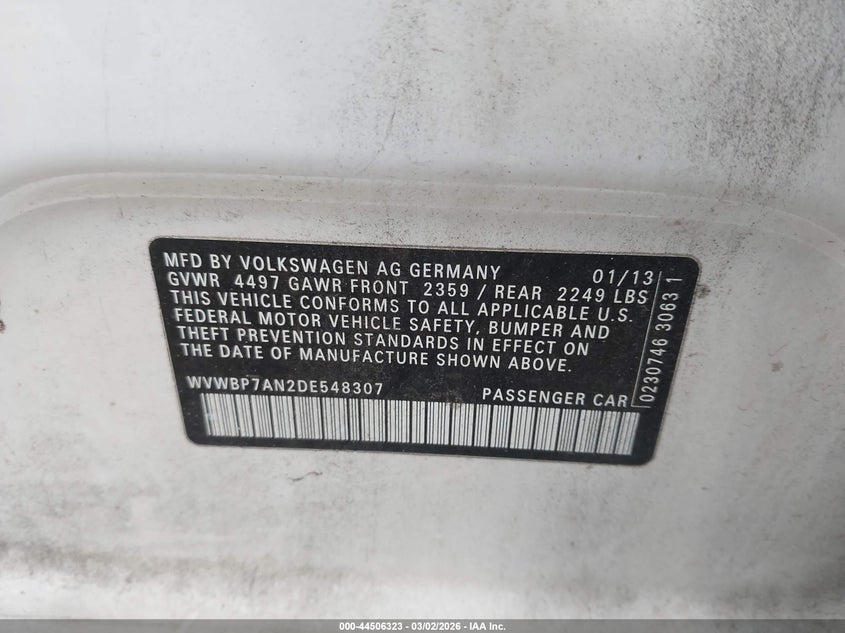 MFD BY VOLKSWAGEN AG GERMANY 01/13
GVWR 4497 GAWR FRONT 2359 / REAR 2249 LBS
THIS VEHICLE CONFORMS TO ALL APPLICABLE U.S.
FEDERAL MOTOR VEHICLE SAFETY, BUMPER AND
THEFT PREVENTION STANDARDS IN EFFECT ON
THE DATE OF MANUFACTURE SHOWN ABOVE.
WVWBP7AN2DE548307 PASSENGER CAR
0230746 3063 1
000-44506323 | 03/02/2026 - IAA Inc.